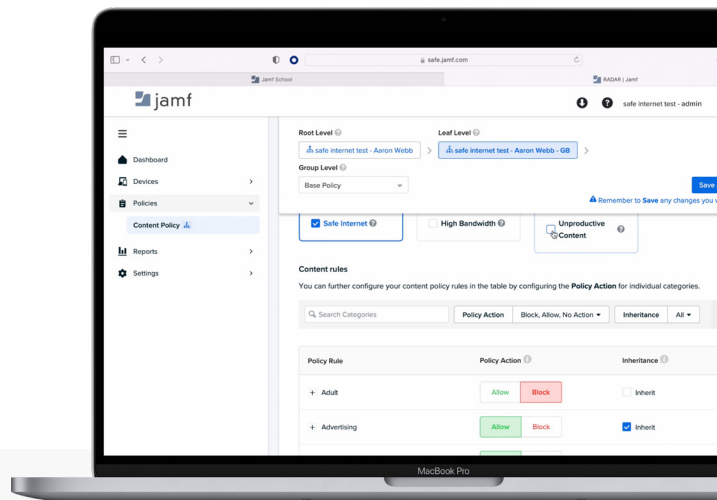 safe.jamf.com
Jamf School
RADAR | Jamf
jamf
safe internet test - admin
Root Level
Leaf Level
safe internet test - Aaron Webb
safe internet test - Aaron Webb - GB
Group Level
Base Policy
Save
Remember to Save any changes you
Dashboard
Devices
Policies
Content Policy
Reports
Settings
Safe Internet
High Bandwidth
Unproductive
Content
Content rules
You can further configure your content policy rules in the table by configuring the Policy Action for individual categories.
Search Categories
Policy Action
Block, Allow, No Action
Inheritance
All
Policy Rule
Policy Action
Inheritance
+ Adult
Allow
Block
Inherit
+ Advertising
Allow
Block
Inherit
MacBook Pro